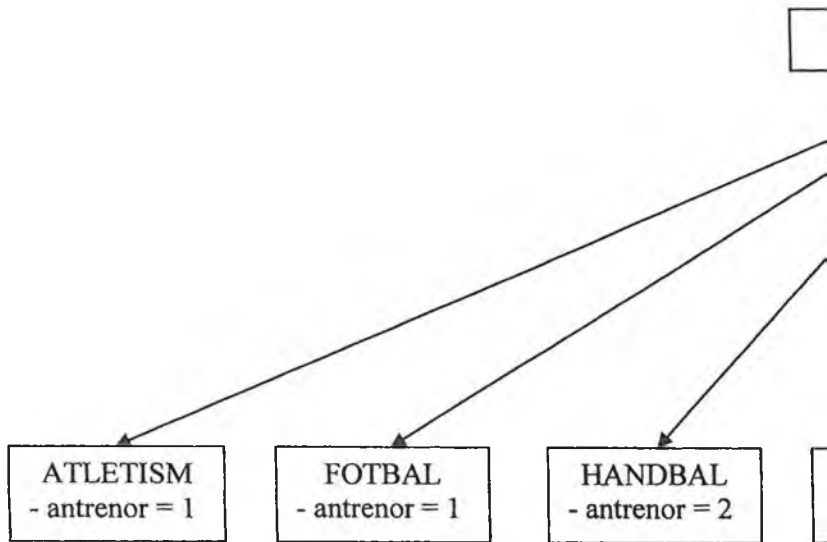 ATLETISM
- antrenor = 1
FOTBAL
- antrenor = 1
HANDBAL
- antrenor = 2